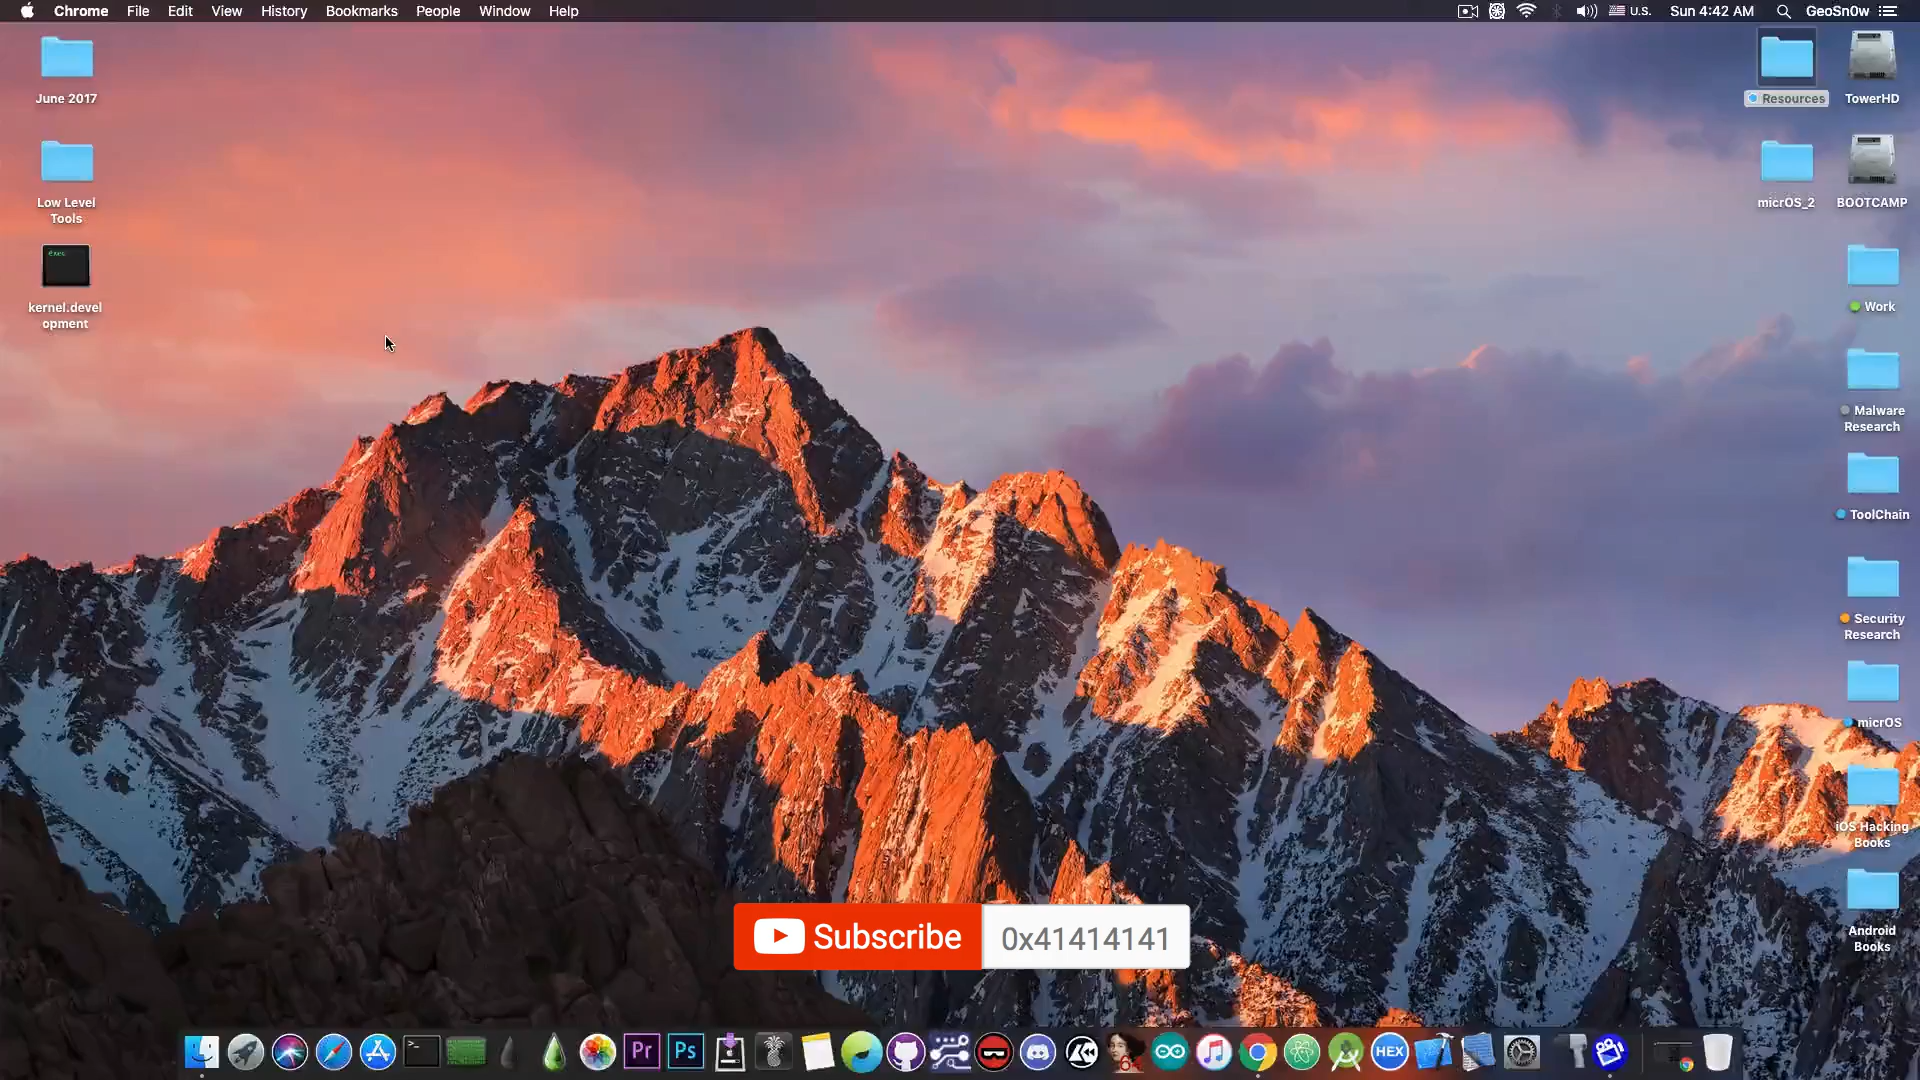 Chrome File Edit View History Bookmarks People Window Help
U.S. Sun 4:42 AM GeoSn0w
June 2017
Low Level
Tools
exec
kernel.devel
opment
Resources
TowerHD
micrOS_2
BOOTCAMP
Work
Malware
Research
ToolChain
Security
Research
micrOS
iOS Hacking
Books
Android
Books
Subscribe 0x41414141
>_
Pr
Ps
64
HEX